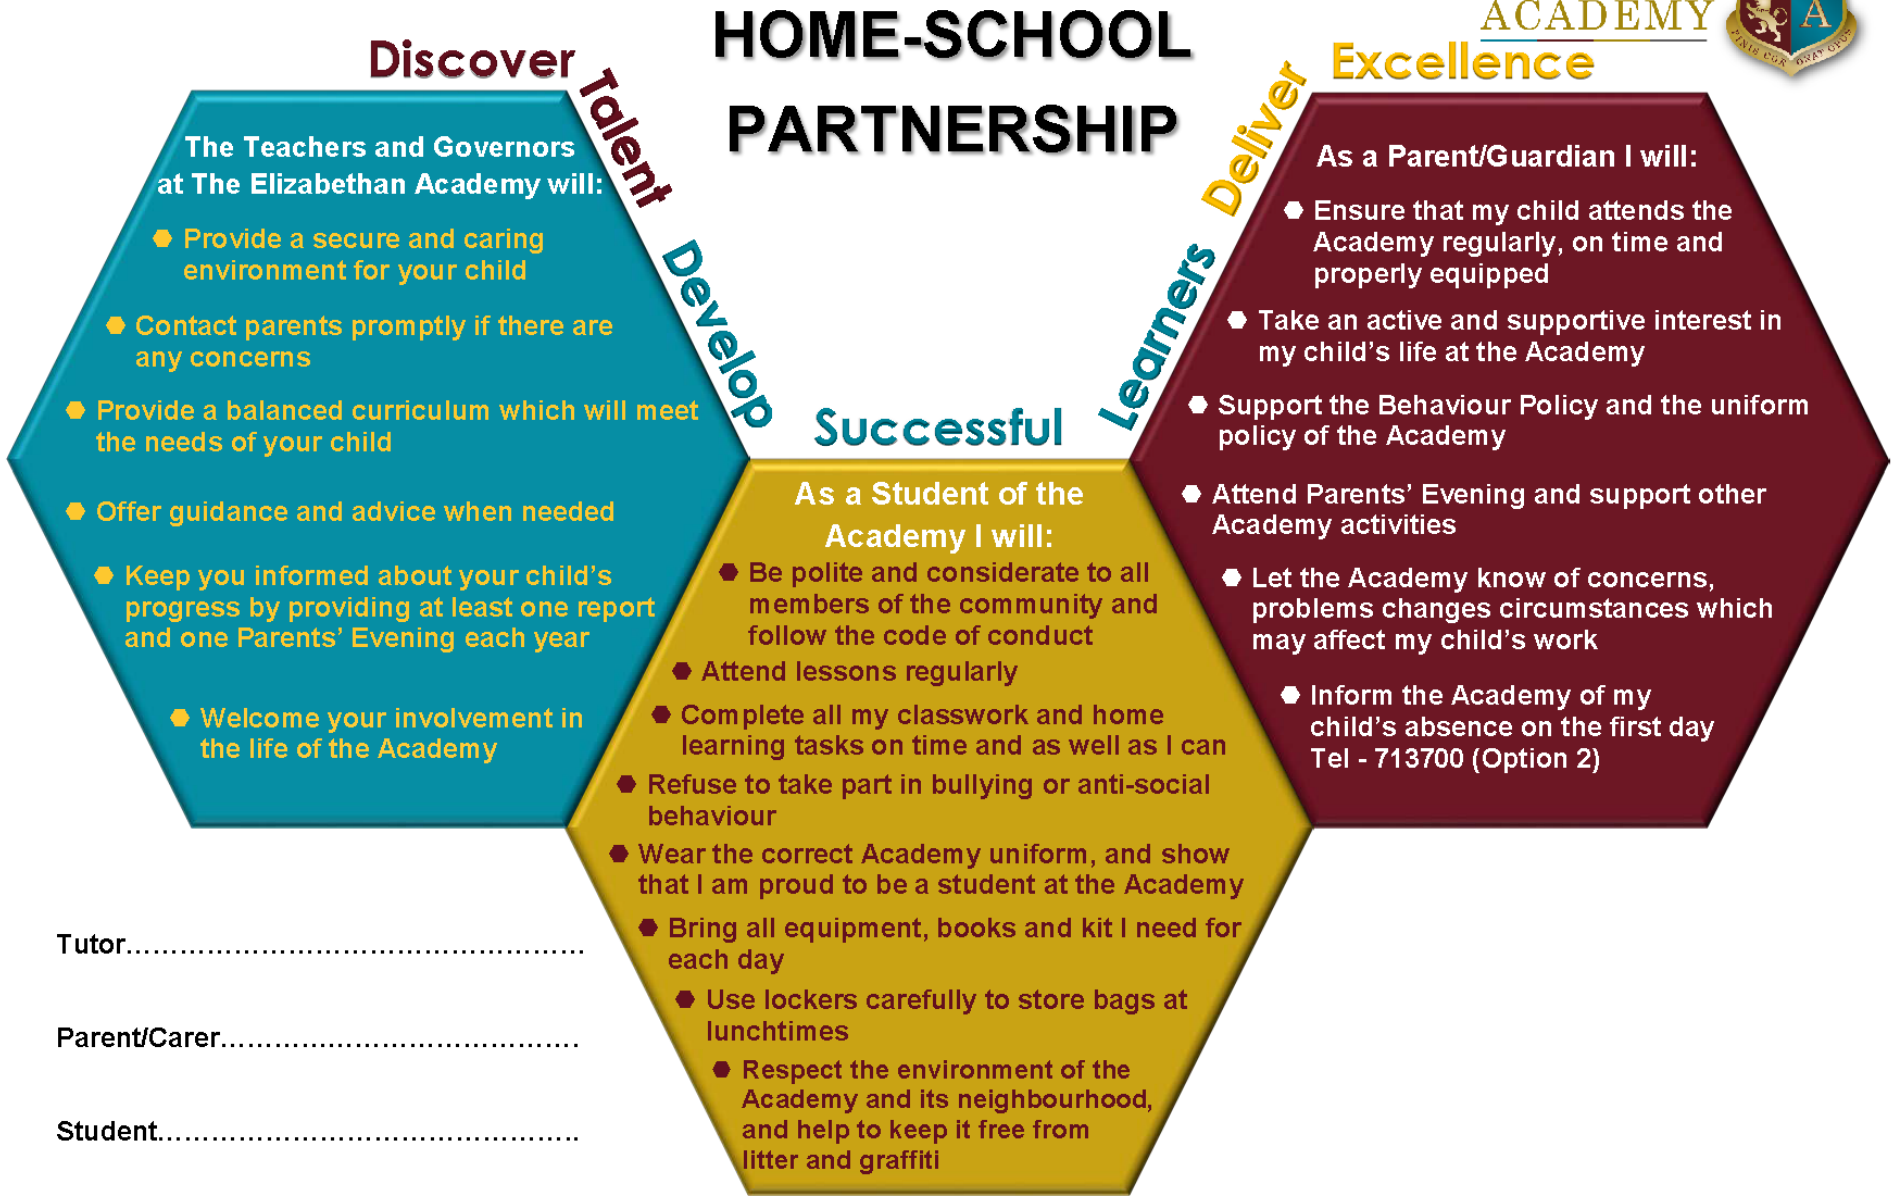 HOME-SCHOOL
PARTNERSHIP
ACADEMY
A
FINIS CORONAT OPUS
Discover
Talent
Develop
Successful
Learners
Deliver
Excellence
The Teachers and Governors
at The Elizabethan Academy will:
Provide a secure and caring
environment for your child
Contact parents promptly if there are
any concerns
Provide a balanced curriculum which will meet
the needs of your child
Offer guidance and advice when needed
Keep you informed about your child's
progress by providing at least one report
and one Parents' Evening each year
Welcome your involvement in
the life of the Academy
As a Student of the
Academy I will:
Be polite and considerate to all
members of the community and
follow the code of conduct
Attend lessons regularly
Complete all my classwork and home
learning tasks on time and as well as I can
Refuse to take part in bullying or anti-social
behaviour
Wear the correct Academy uniform, and show
that I am proud to be a student at the Academy
Bring all equipment, books and kit I need for
each day
Use lockers carefully to store bags at
lunchtimes
Respect the environment of the
Academy and its neighbourhood,
and help to keep it free from
litter and graffiti
As a Parent/Guardian I will:
Ensure that my child attends the
Academy regularly, on time and
properly equipped
Take an active and supportive interest in
my child's life at the Academy
Support the Behaviour Policy and the uniform
policy of the Academy
Attend Parents' Evening and support other
Academy activities
Let the Academy know of concerns,
problems changes circumstances which
may affect my child's work
Inform the Academy of my
child's absence on the first day
Tel - 713700 (Option 2)
Tutor……………………………………………
Parent/Carer………………………………….
Student………………………………………..